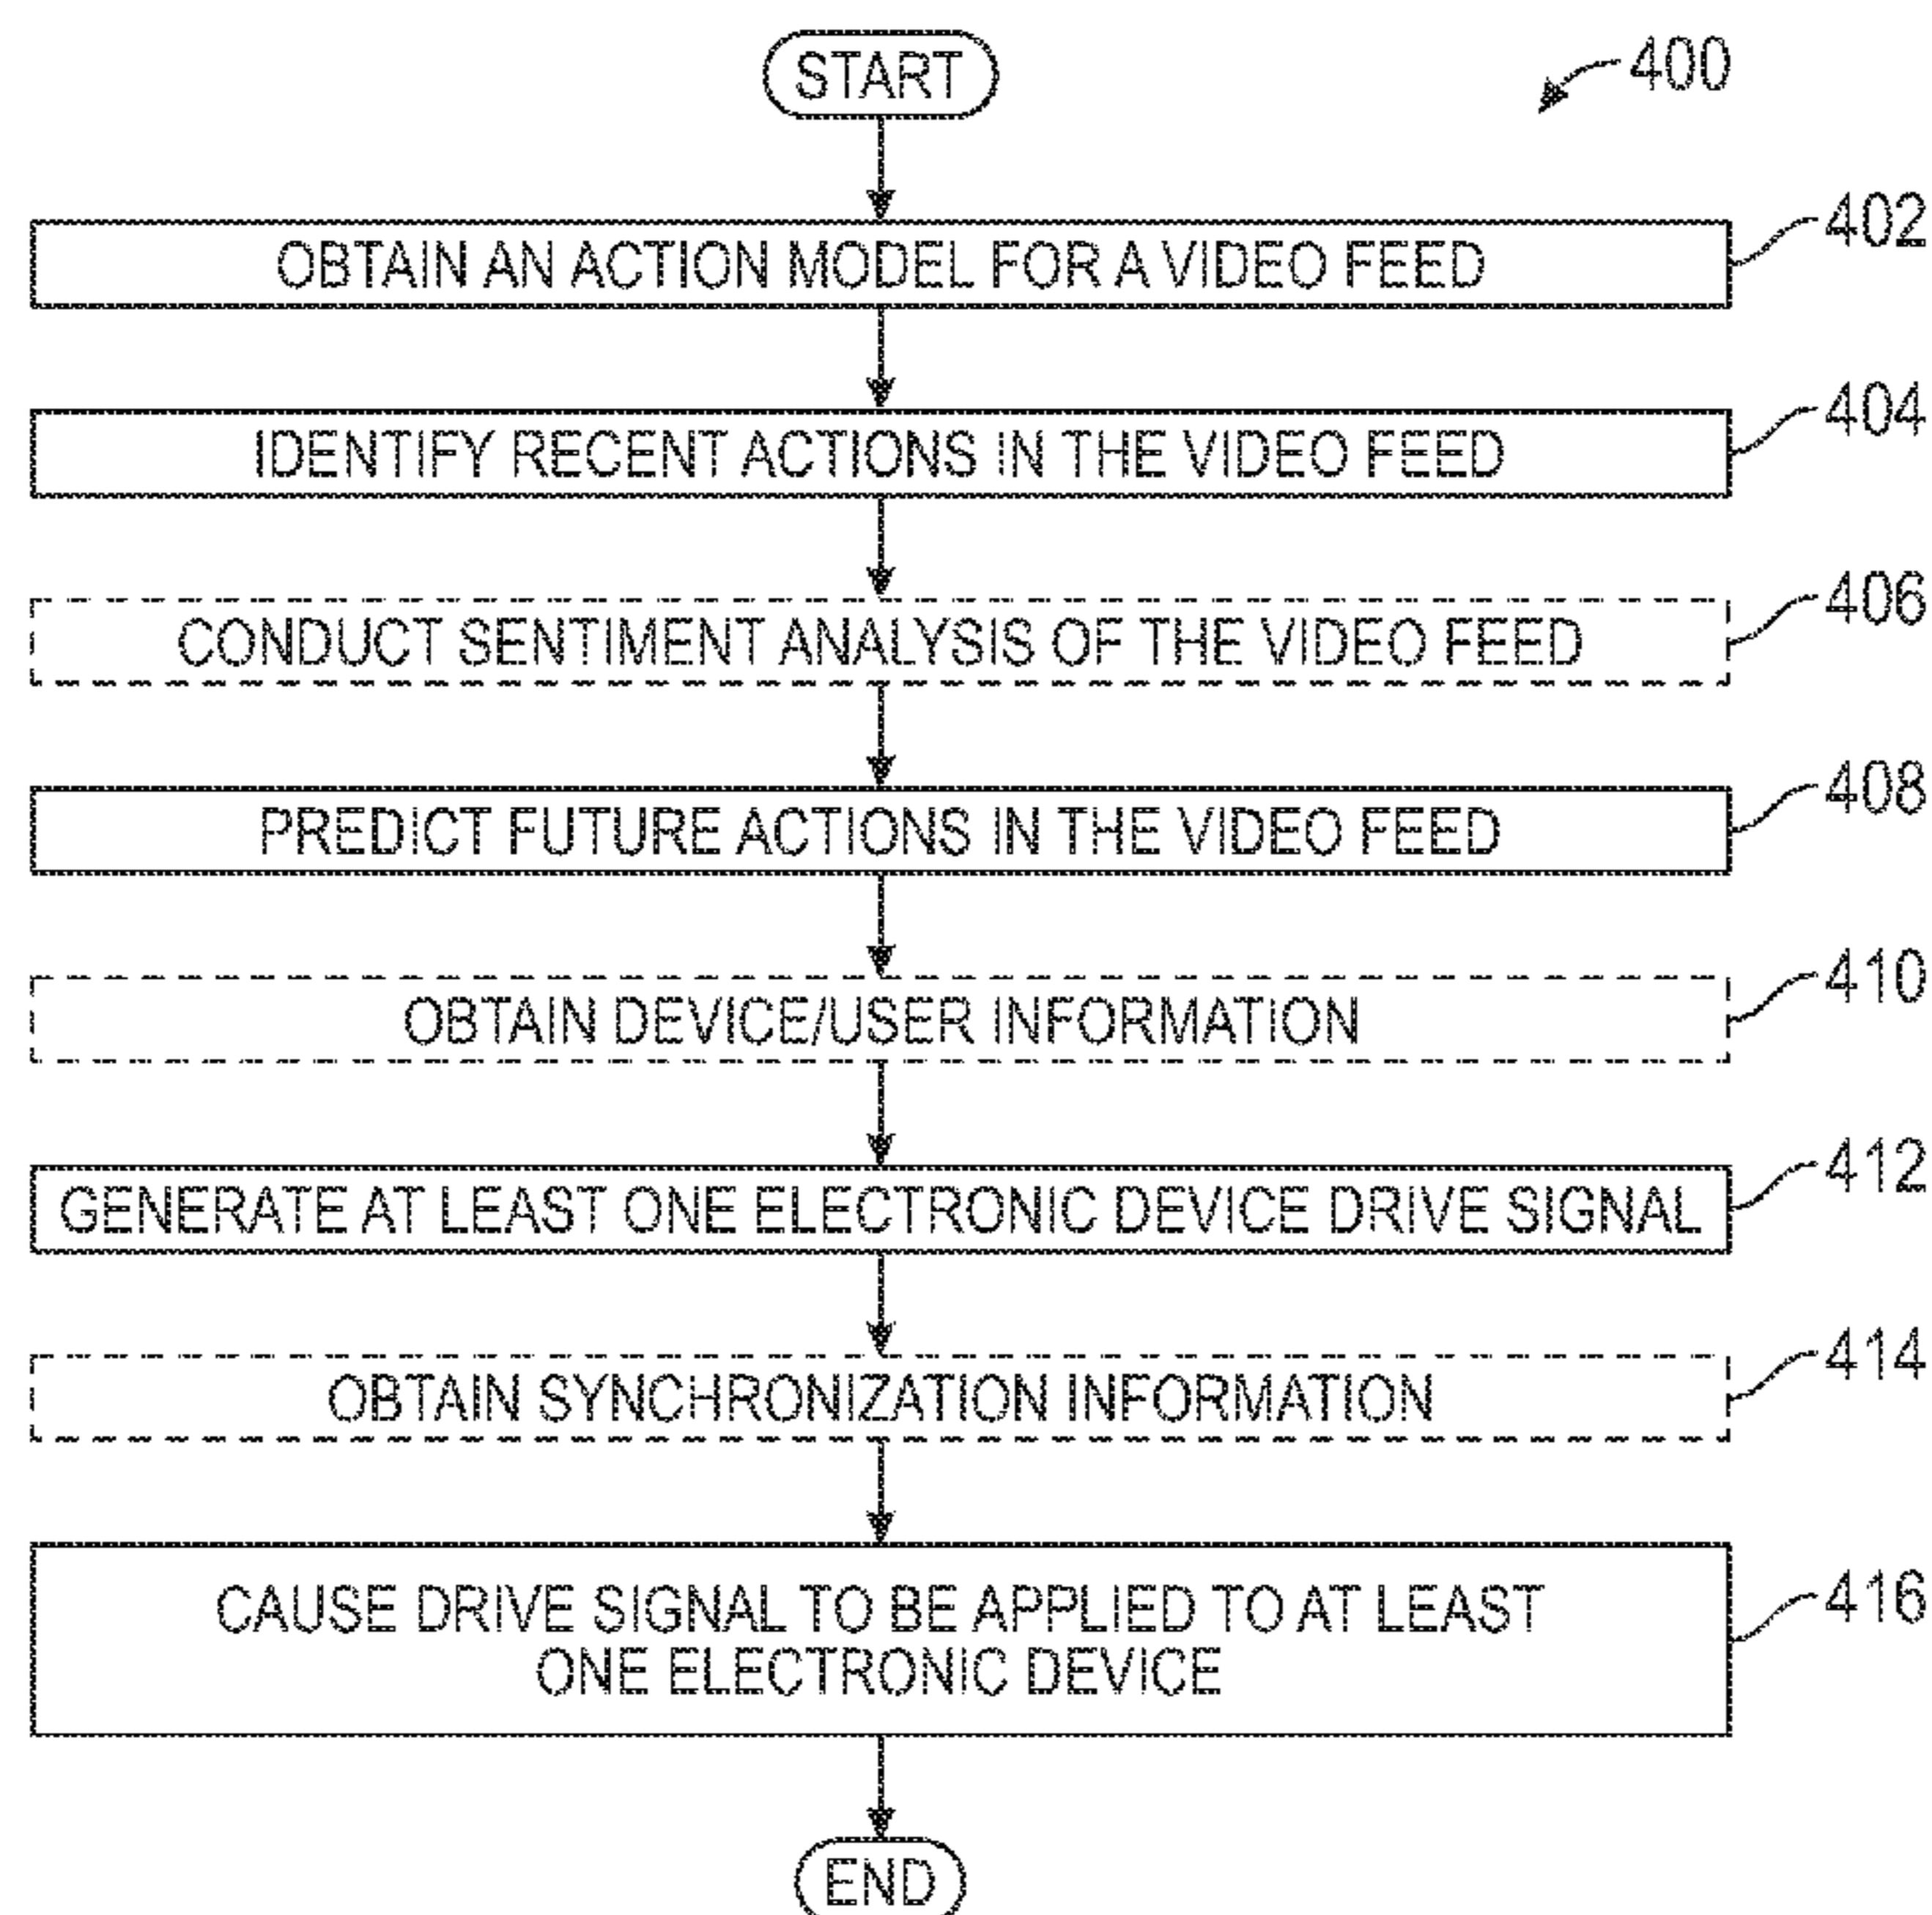 START
400
OBTAIN AN ACTION MODEL FOR A VIDEO FEED
402
IDENTIFY RECENT ACTIONS IN THE VIDEO FEED
404
CONDUCT SENTIMENT ANALYSIS OF THE VIDEO FEED
406
PREDICT FUTURE ACTIONS IN THE VIDEO FEED
408
OBTAIN DEVICE/USER INFORMATION
410
GENERATE AT LEAST ONE ELECTRONIC DEVICE DRIVE SIGNAL
412
OBTAIN SYNCHRONIZATION INFORMATION
414
CAUSE DRIVE SIGNAL TO BE APPLIED TO AT LEAST
ONE ELECTRONIC DEVICE
416
END